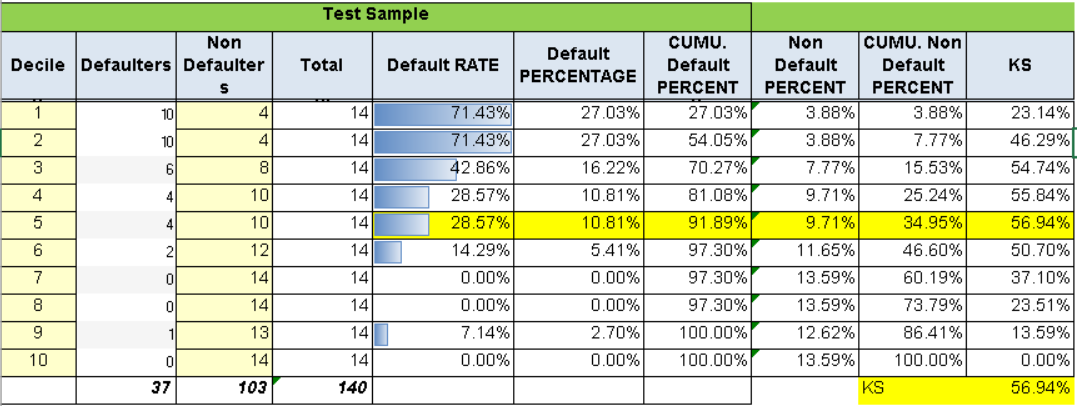 Test Sample
Decile Defaulters Non Defaulters Total Default RATE Default PERCENTAGE CUMU. Default PERCENT Non Default PERCENT CUMU. Non Default PERCENT KS
1 10 4 14 71.43% 27.03% 27.03% 3.88% 3.88% 23.14%
2 10 4 14 71.43% 27.03% 54.05% 3.88% 7.77% 46.29%
3 6 8 14 42.86% 16.22% 70.27% 7.77% 15.53% 54.74%
4 4 10 14 28.57% 10.81% 81.08% 9.71% 25.24% 55.84%
5 4 10 14 28.57% 10.81% 91.89% 9.71% 34.95% 56.94%
6 2 12 14 14.29% 5.41% 97.30% 11.65% 46.60% 50.70%
7 0 14 14 0.00% 0.00% 97.30% 13.59% 60.19% 37.10%
8 0 14 14 0.00% 0.00% 97.30% 13.59% 73.79% 23.51%
9 1 13 14 7.14% 2.70% 100.00% 12.62% 86.41% 13.59%
10 0 14 14 0.00% 0.00% 100.00% 13.59% 100.00% 0.00%
37 103 140 KS 56.94%